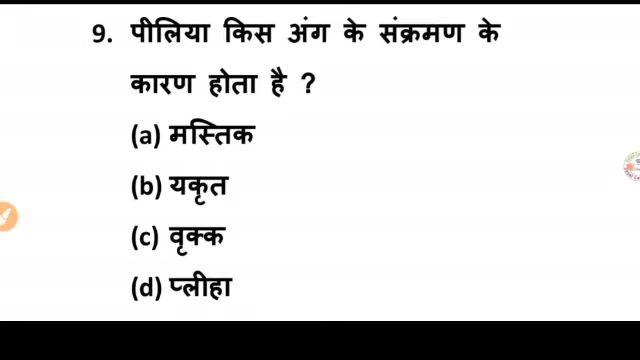 9. पीलिया किस अंग के संक्रमण के
कारण होता है ?
(a) मस्तिक
(b) यकृत
(c) वृक्क
(d) प्लीहा